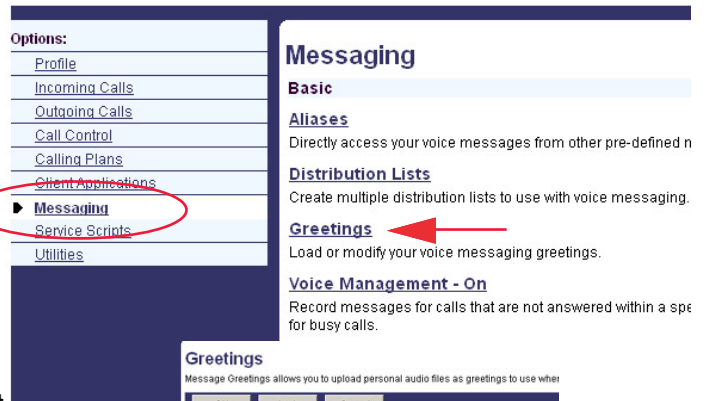 Options:
Profile
Incoming Calls
Outgoing Calls
Call Control
Calling Plans
Client Applications
Messaging
Service Scripts
Utilities
Messaging
Basic
Aliases
Directly access your voice messages from other pre-defined
Distribution Lists
Create multiple distribution lists to use with voice messaging.
Greetings
Load or modify your voice messaging greetings.
Voice Management - On
Record messages for calls that are not answered within a
for busy calls.
Greetings
Message Greetings allows you to upload personal audio files as greetings to use